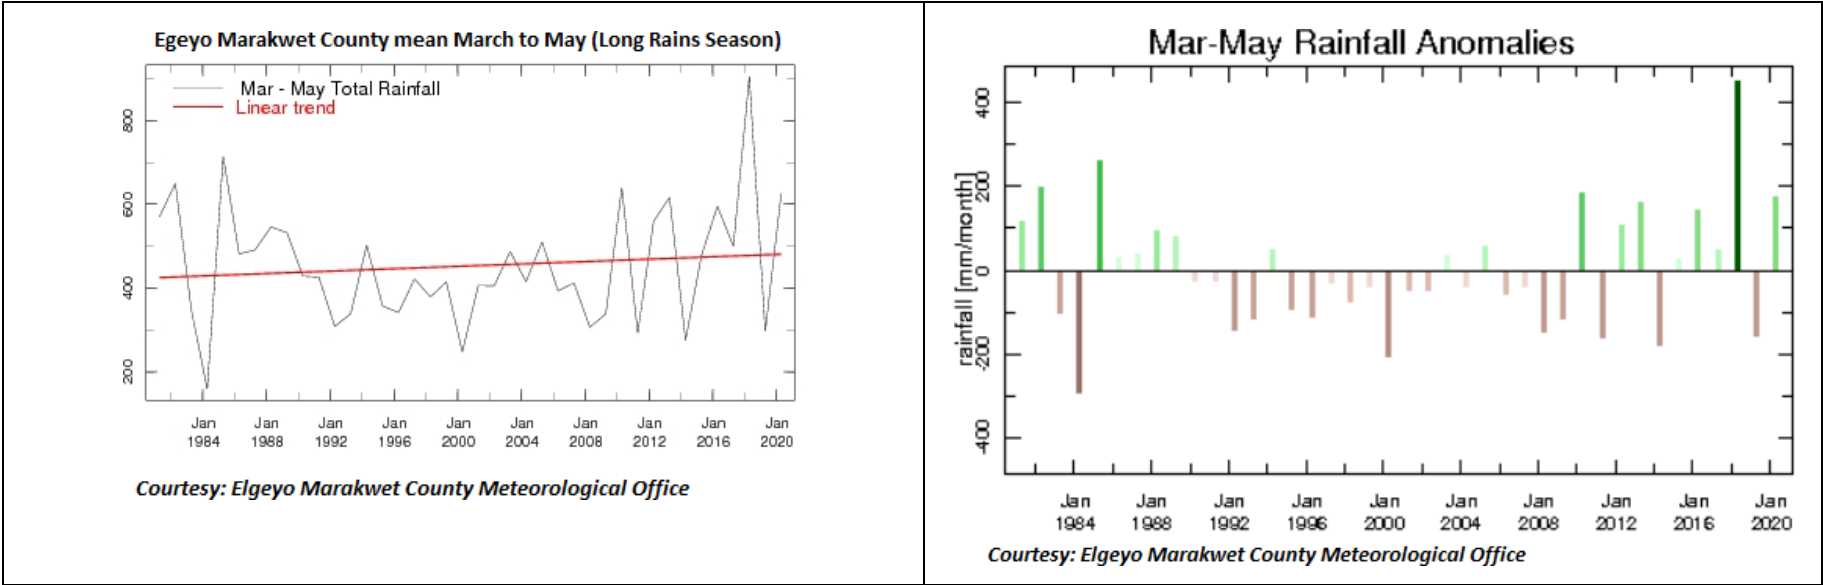 Egeyo Marakwet County mean March to May (Long Rains Season)
Mar - May Total Rainfall
Linear trend
800
600
400
200
Jan Jan Jan Jan Jan Jan Jan Jan Jan Jan
1984 1988 1992 1996 2000 2004 2008 2012 2016 2020
Courtesy: Elgeyo Marakwet County Meteorological Office
Mar-May Rainfall Anomalies
rainfall [mm/month]
400
200
0
-200
-400
Jan Jan Jan Jan Jan Jan Jan Jan Jan Jan
1984 1988 1992 1996 2000 2004 2008 2012 2016 2020
Courtesy: Elgeyo Marakwet County Meteorological Office